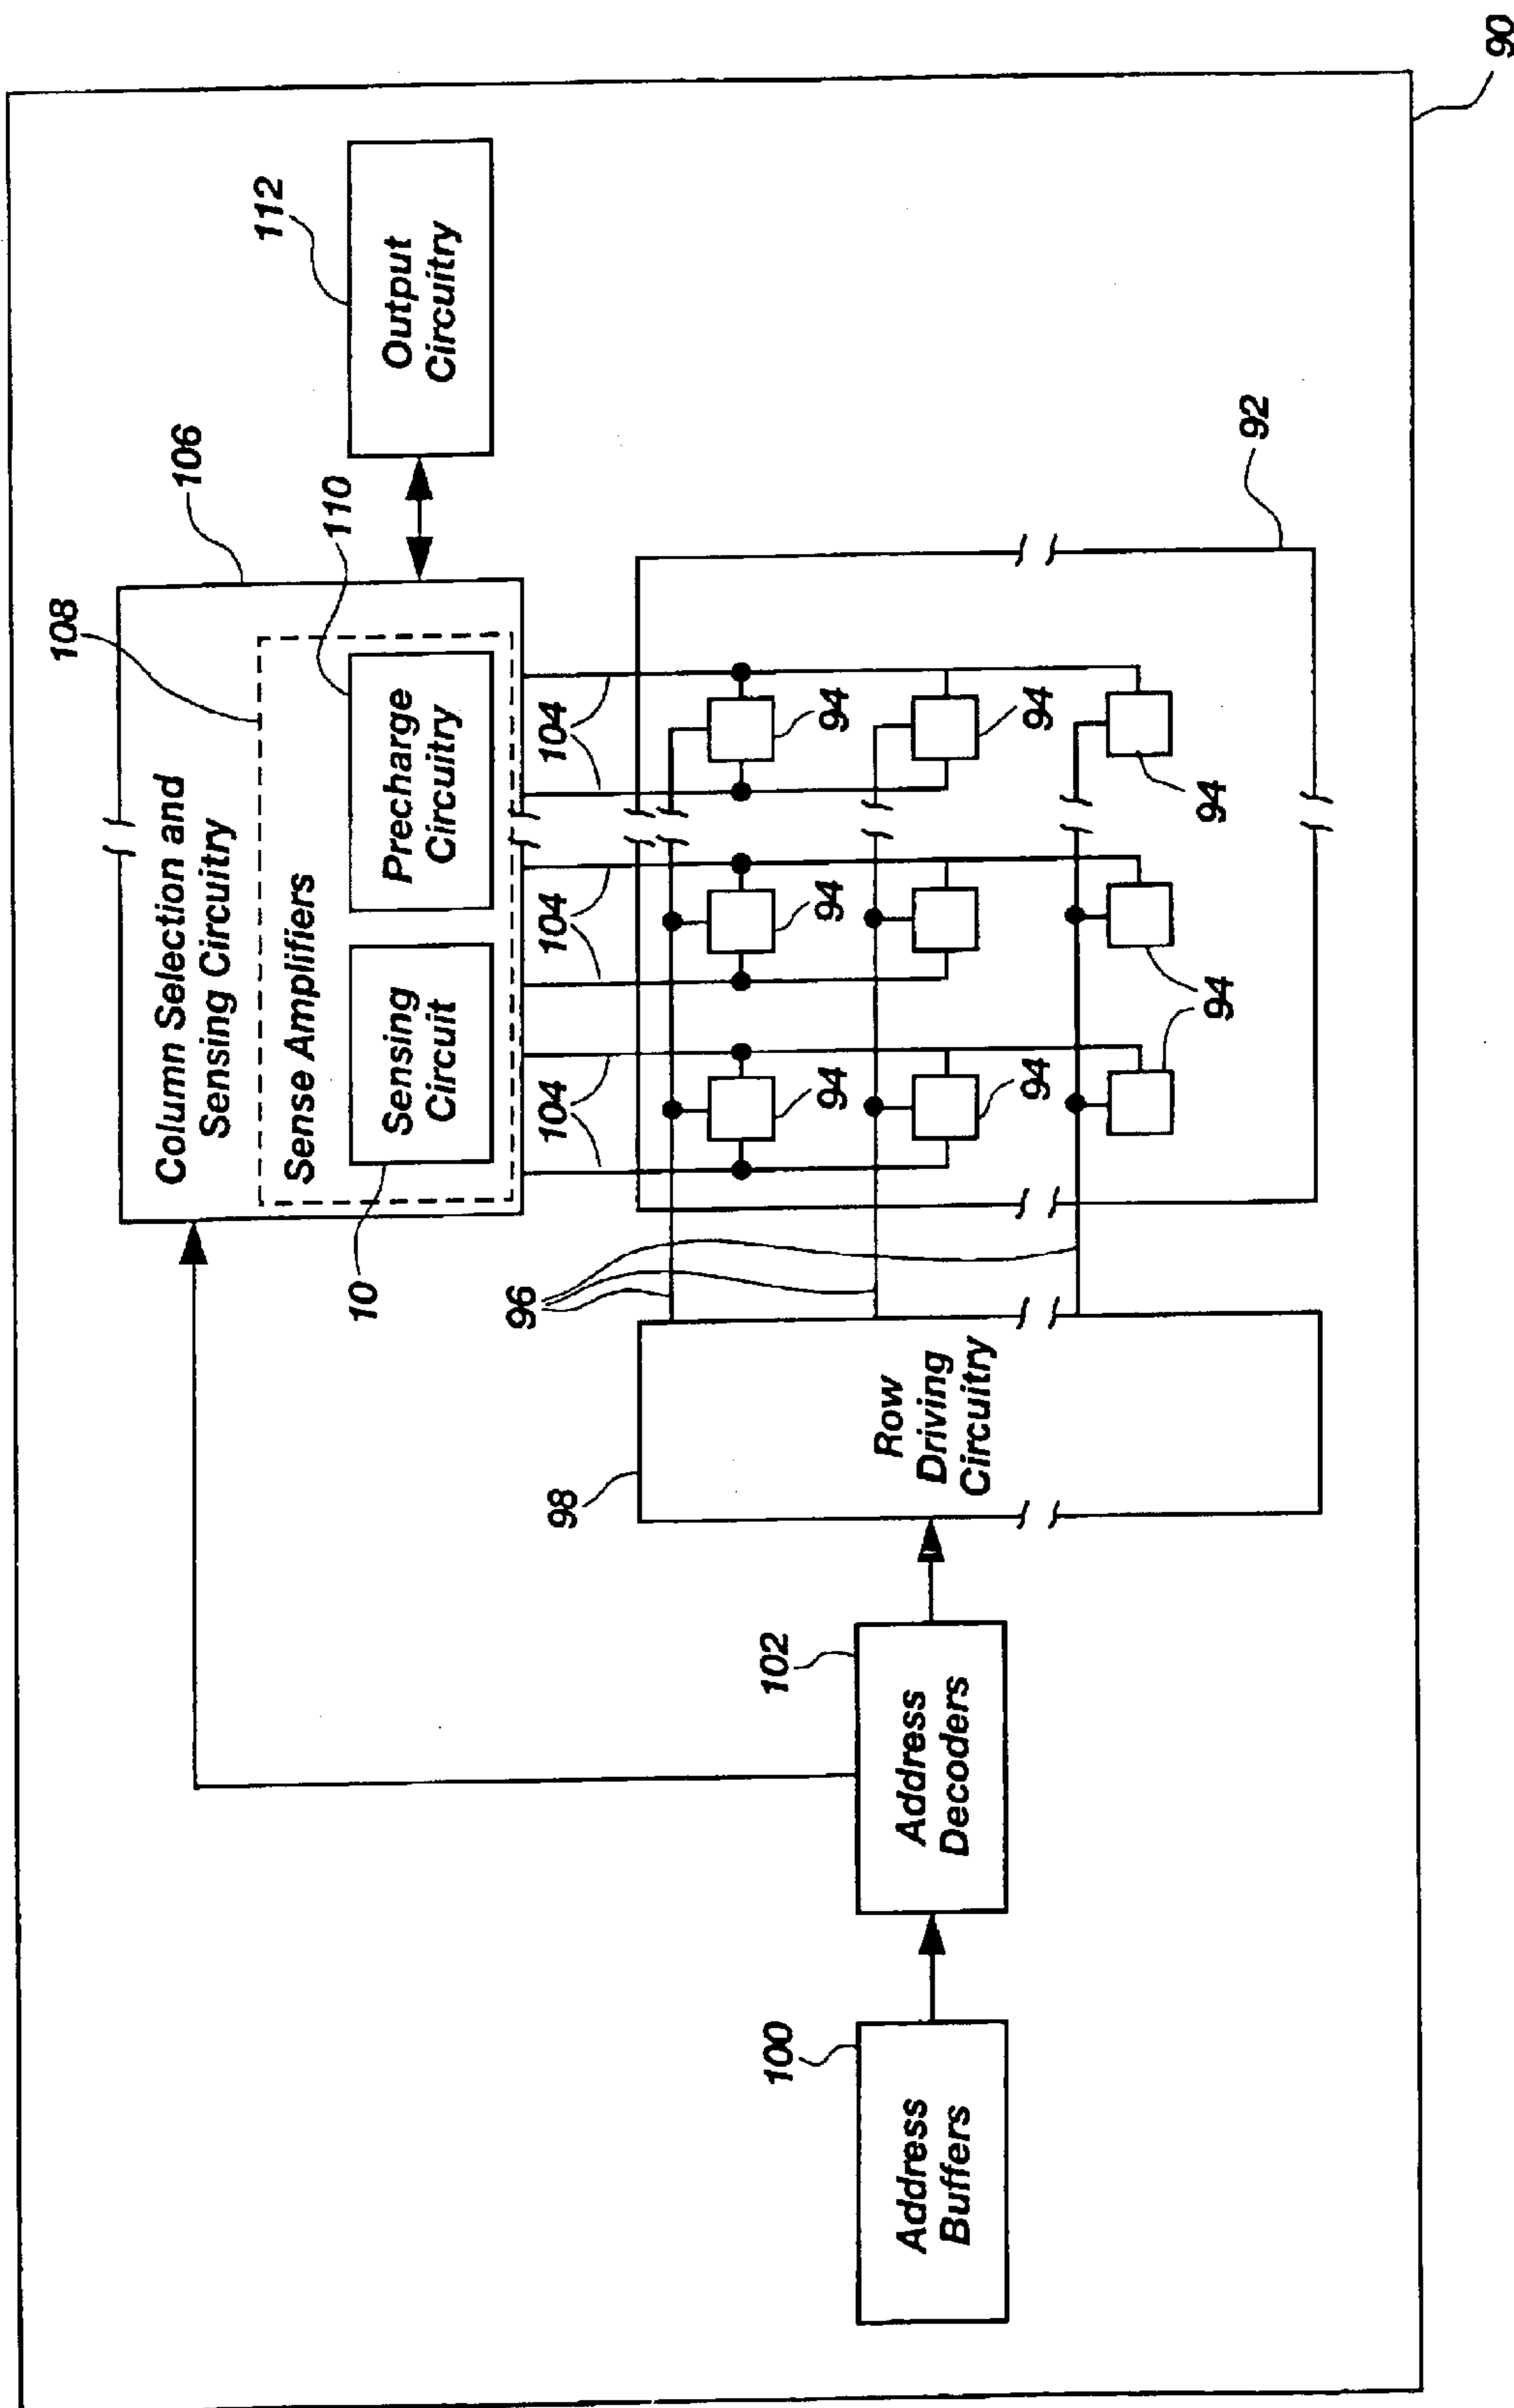 90
108
106
112
Column Selection and
Sensing Circuitry
Sense Amplifiers
110
Sensing
Circuit
Precharge
Circuitry
Output
Circuitry
10
104
104
104
96
94
94
94
98
Row
Driving
Circuitry
94
94
94
94
92
100
Address
Buffers
102
Address
Decoders